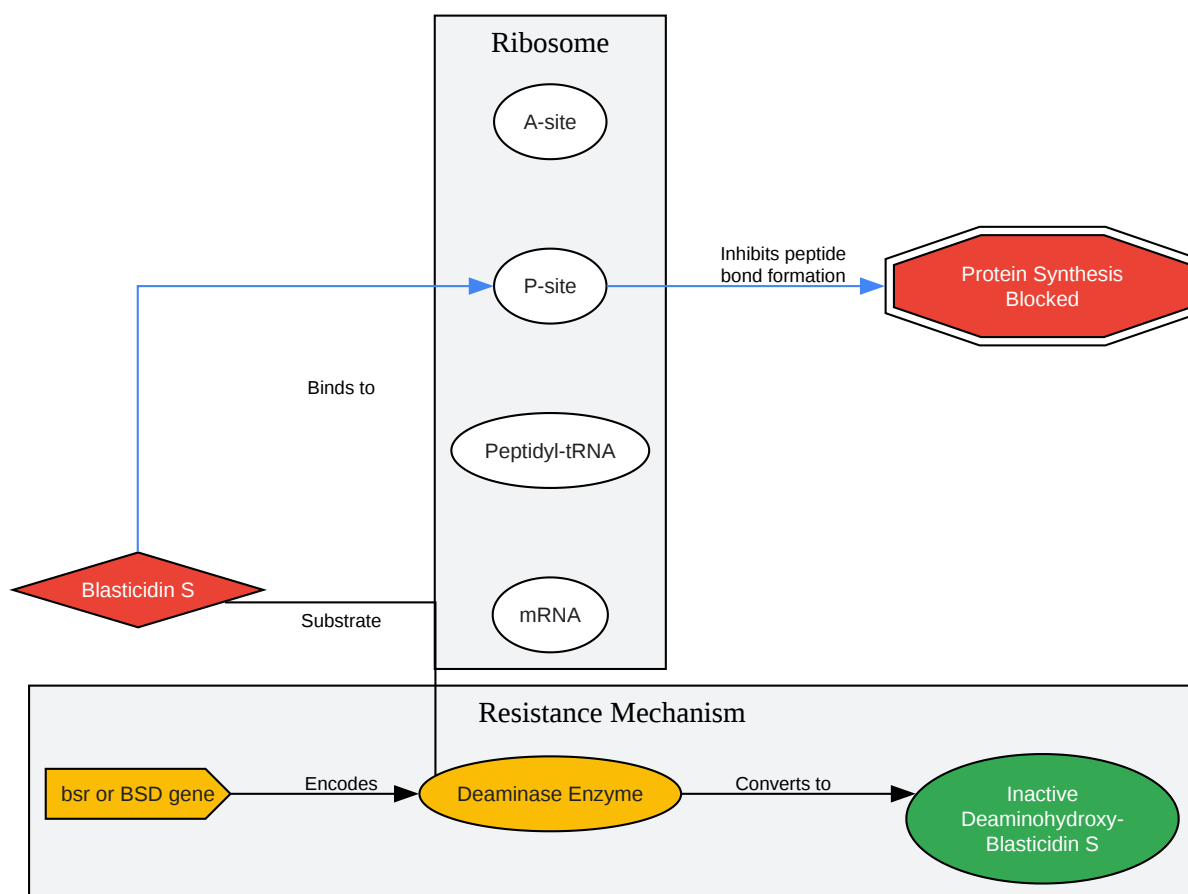 Ribosome
A-site
P-site
Inhibits peptide
bond formation
Protein Synthesis
Blocked
Binds to
Peptidyl-tRNA
Blasticidin S
Substrate
mRNA
Resistance Mechanism
bsr or BSD gene
Encodes
Deaminase Enzyme
Converts to
Inactive
Deaminohydroxy-
Blasticidin S